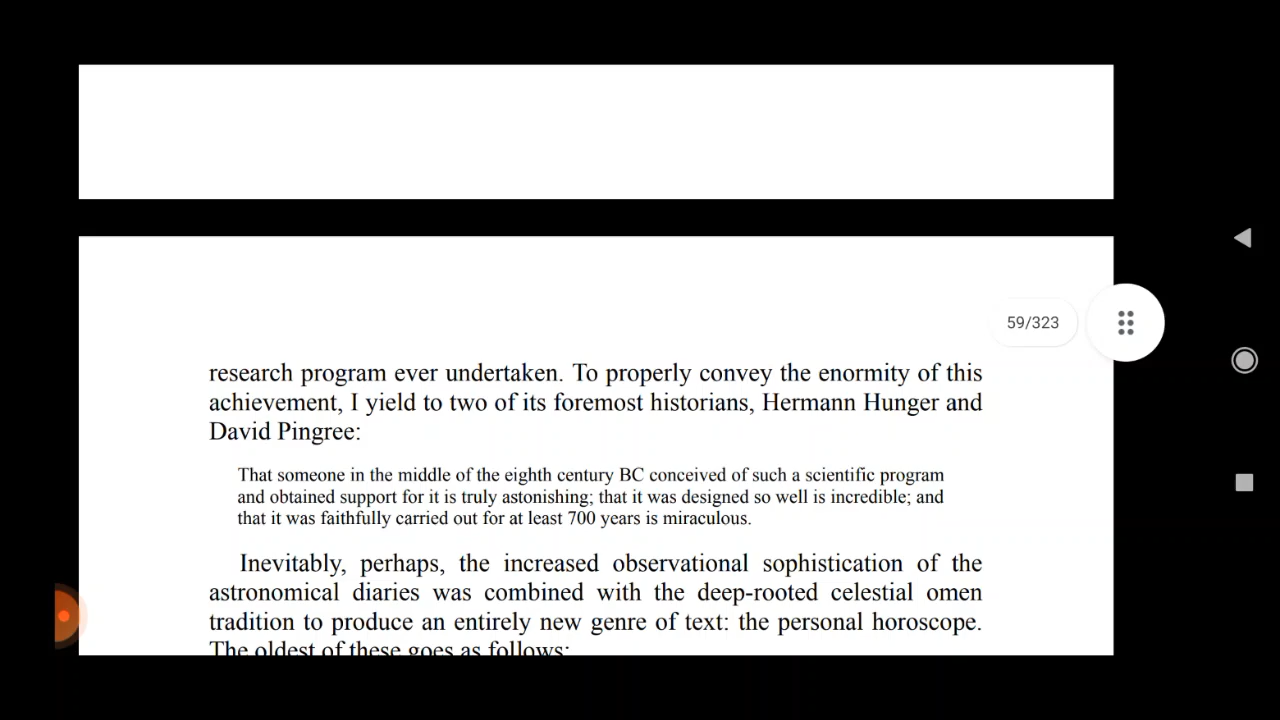 59/323
research program ever undertaken. To properly convey the enormity of this
achievement, I yield to two of its foremost historians, Hermann Hunger and
David Pingree:
That someone in the middle of the eighth century BC conceived of such a scientific program
and obtained support for it is truly astonishing; that it was designed so well is incredible; and
that it was faithfully carried out for at least 700 years is miraculous.
Inevitably, perhaps, the increased observational sophistication of the
astronomical diaries was combined with the deep-rooted celestial omen
tradition to produce an entirely new genre of text: the personal horoscope.
The oldest of these goes as follows: